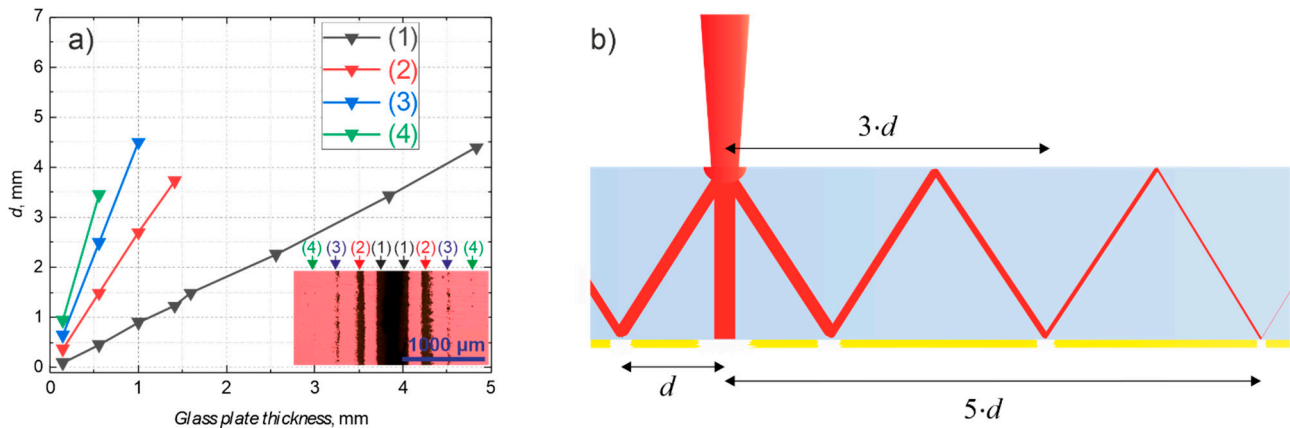 a)
(1)
(2)
(3)
(4)
7
6
5
4
3
2
1
0
d, mm
(4) (3) (2) (1) (1) (2) (3) (4)
1000 µm
0 1 2 3 4 5
Glass plate thickness, mm
b)
3·d
d
5·d